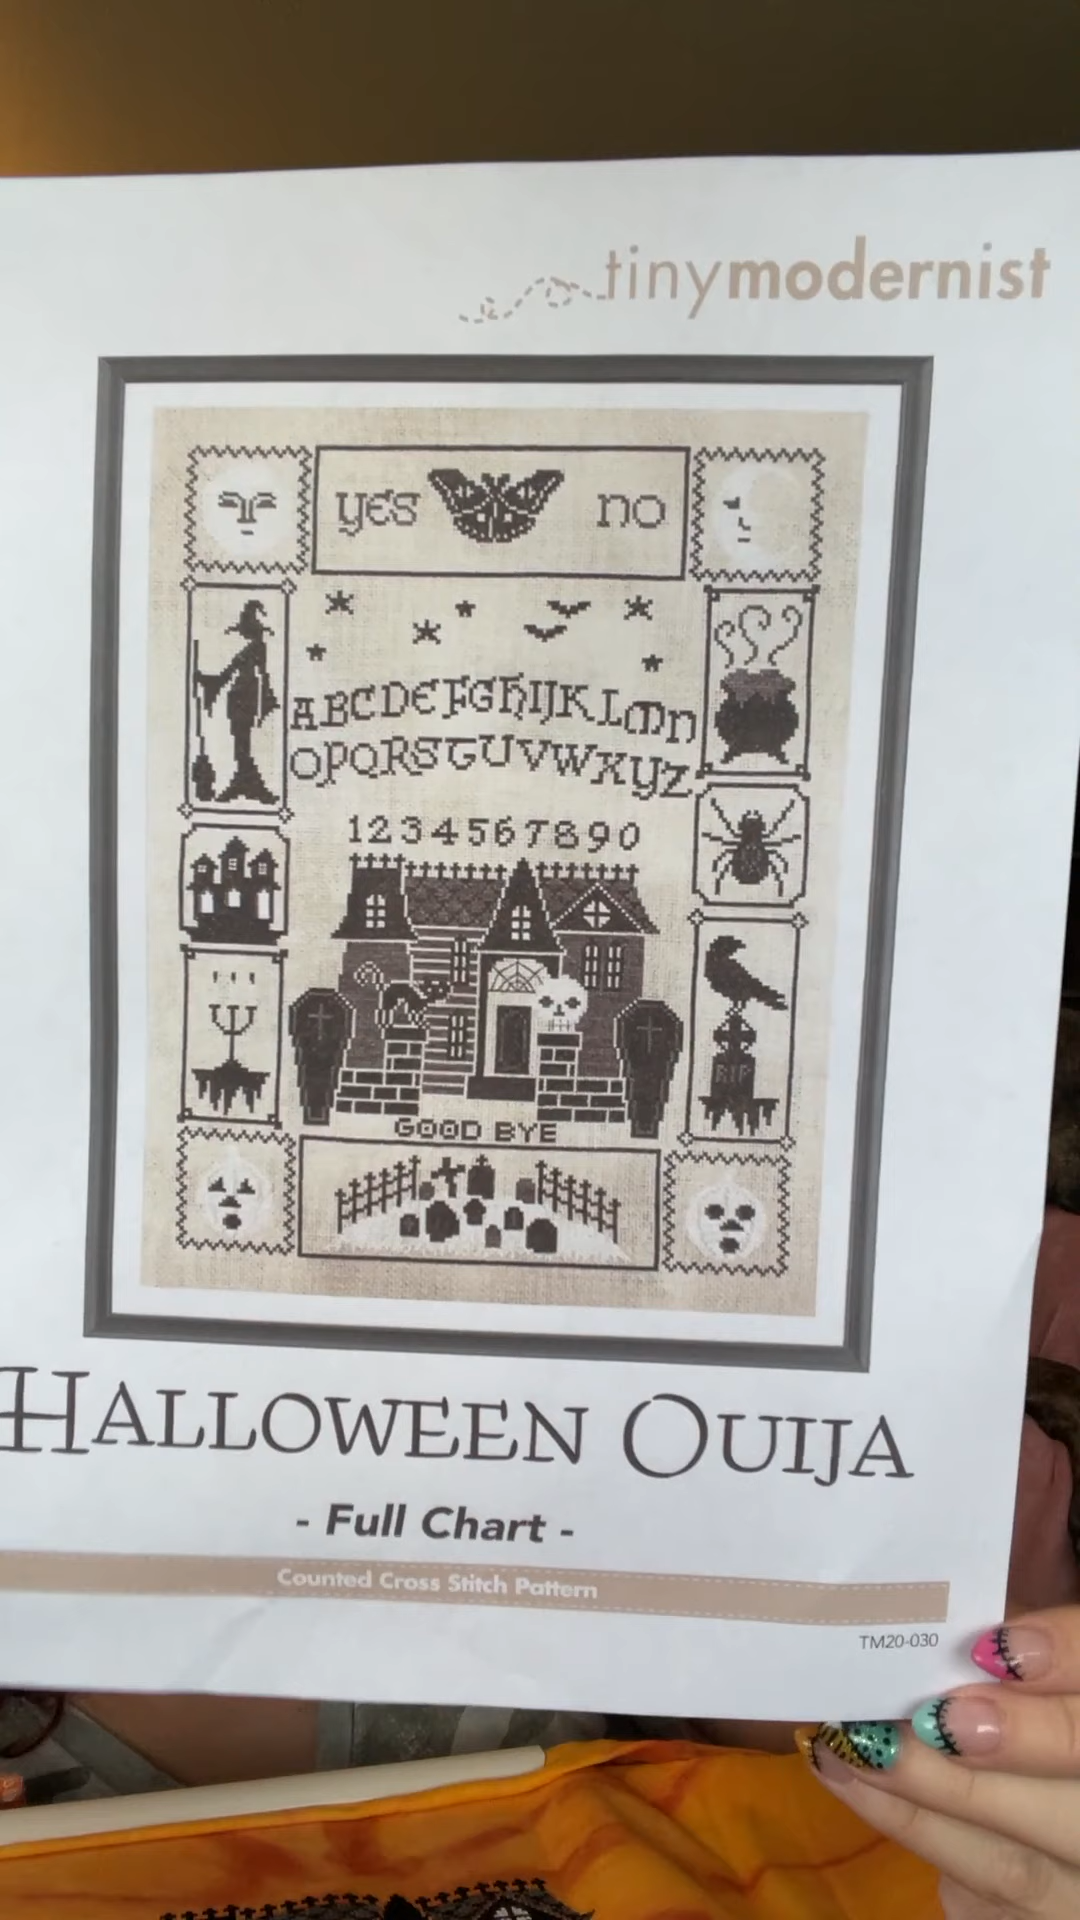 tinymodernist
YES NO
ABCDEFGHIJKLMN
OPQRSTUVWXYZ
1234567890
RIP
GOOD BYE
HALLOWEEN OUIJA
- Full Chart -
Counted Cross Stitch Pattern
TM20-030